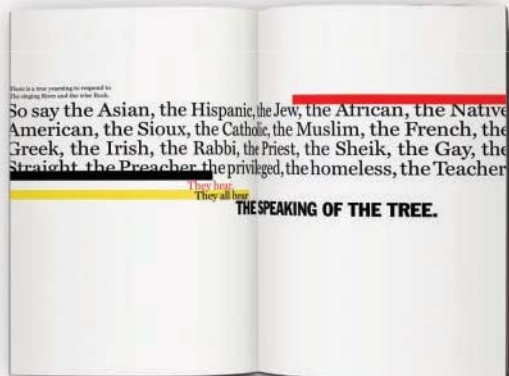 There is a true yearning to respond to
The singing River and the wise Rock.
So say the Asian, the Hispanic, the Jew, the African, the Native
American, the Sioux, the Catholic, the Muslim, the French, the
Greek, the Irish, the Rabbi, the Priest, the Sheik, the Gay, the
Straight, the Preacher, the privileged, the homeless, the Teacher
They hear.
They all hear
THE SPEAKING OF THE TREE.